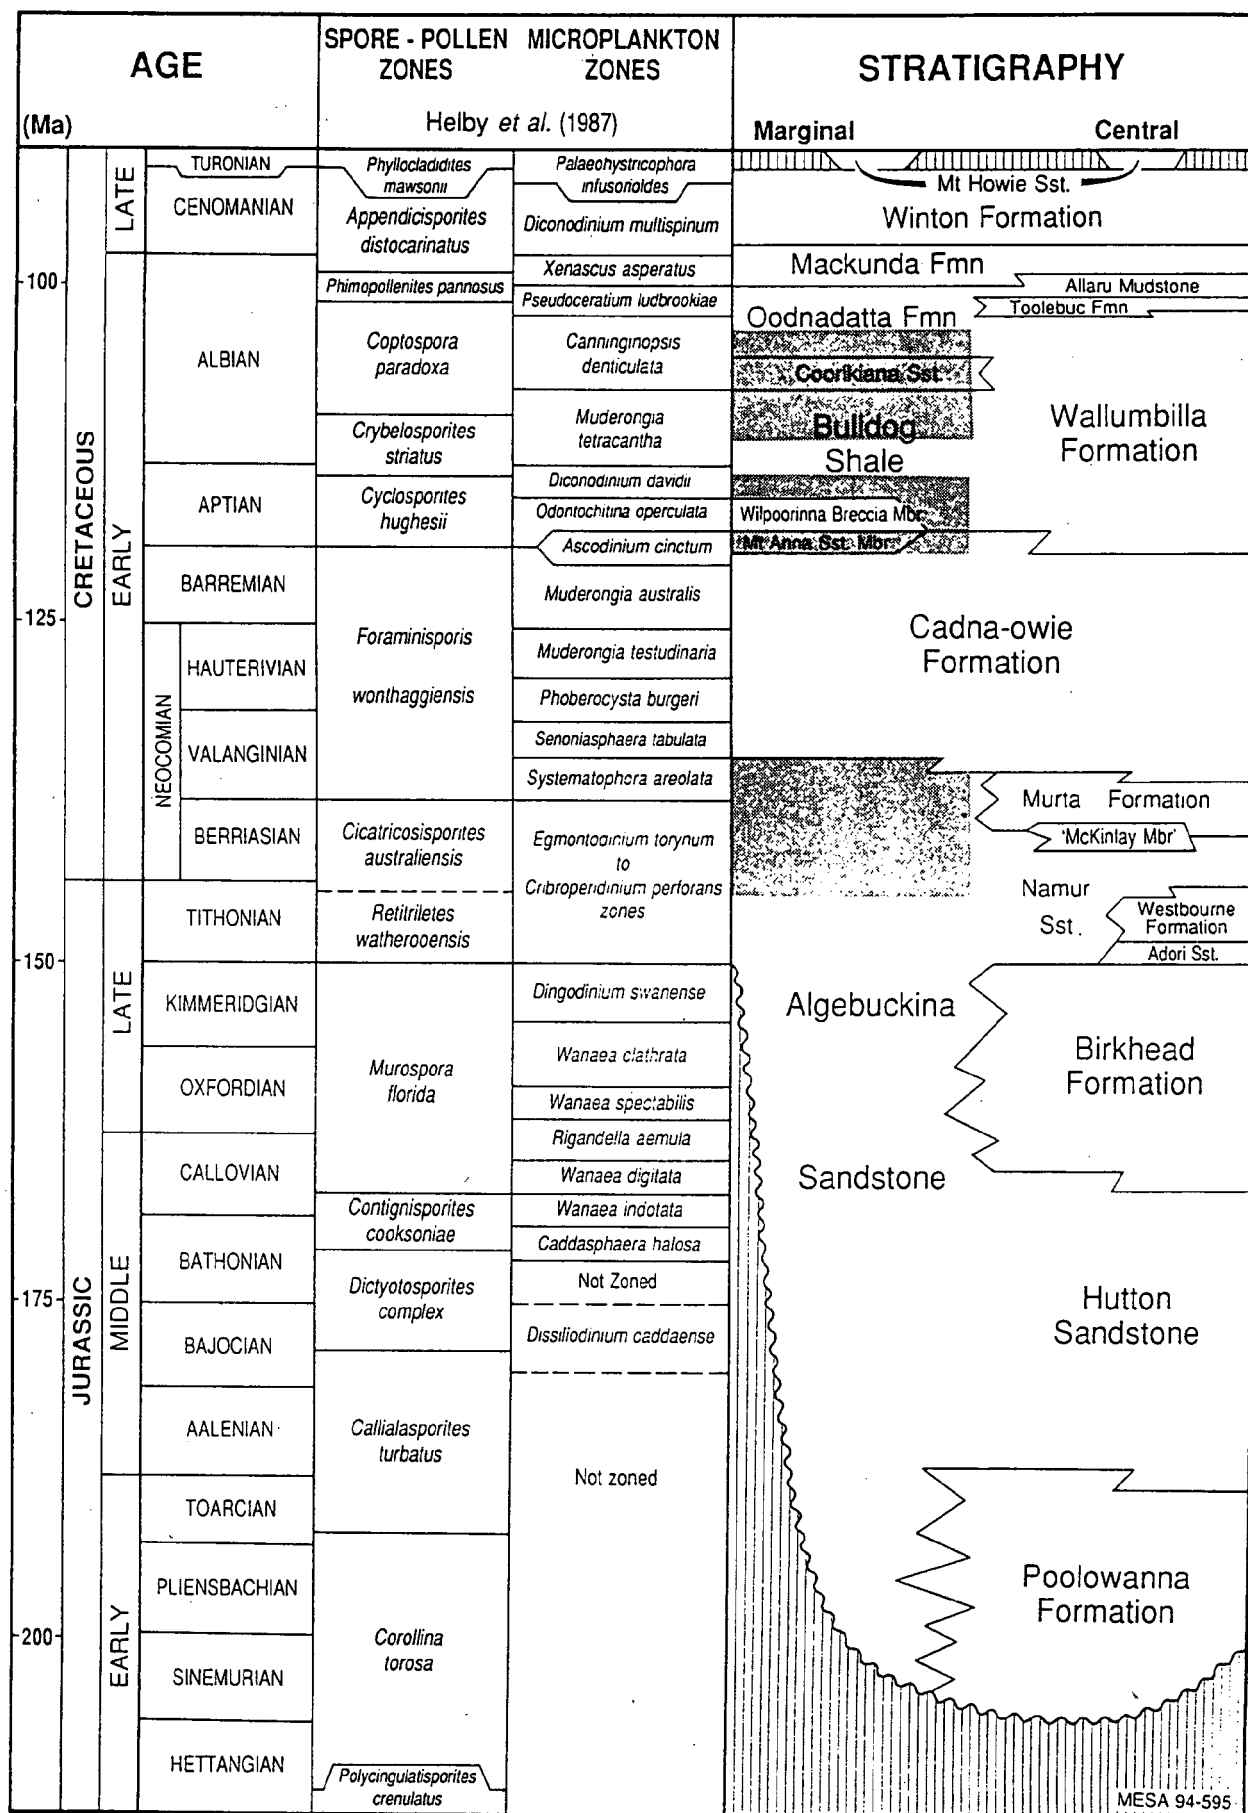 AGE
SPORE - POLLEN ZONES
MICROPLANKTON ZONES
STRATIGRAPHY
(Ma)
Helby et al. (1987)
Marginal
Central
100
125
150
175
200
CRETACEOUS
JURASSIC
LATE
EARLY
LATE
MIDDLE
EARLY
NEOCOMIAN
TURONIAN
CENOMANIAN
ALBIAN
APTIAN
BARREMIAN
HAUTERIVIAN
VALANGINIAN
BERRIASIAN
TITHONIAN
KIMMERIDGIAN
OXFORDIAN
CALLOVIAN
BATHONIAN
BAJOCIAN
AALENIAN
TOARCIAN
PLIENSBACHIAN
SINEMURIAN
HETTANGIAN
Phyllocladidites
mawsonii
Appendicisporites
distocarinatus
Phimopollenites pannosus
Coptospora
paradoxa
Crybelosporites
striatus
Cyclosporites
hughesii
Foraminisporis
wonthaggiensis
Cicatricosisporites
australiensis
Retitriletes
watherooensis
Murospora
florida
Contignisporites
cooksoniae
Dictyotosporites
complex
Callialasporites
turbatus
Corollina
torosa
Polycingulatisporites
crenulatus
Palaeohystricophora
infusorioides
Diconodinium multispinum
Xenascus asperatus
Pseudoceratium ludbrookiae
Canninginopsis
denticulata
Muderongia
tetracantha
Diconodinium davidii
Odontochitina operculata
Ascodinium cinctum
Muderongia australis
Muderongia testudinaria
Phoberocysta burgeri
Senoniasphaera tabulata
Systematophora areolata
Egmontodinium torynum
to
Cribroperidinium perforans
zones
Dingodinium swanense
Wanaea clathrata
Wanaea spectabilis
Rigandella aemula
Wanaea digitata
Wanaea indotata
Caddasphaera halosa
Not Zoned
Dissiliodinium caddaense
Not zoned
Mt Howie Sst.
Winton Formation
Mackunda Fmn
Allaru Mudstone
Toolebuc Fmn
Oodnadatta Fmn
Coorikiana Sst.
Bulldog
Shale
Wallumbilla
Formation
Wilpoorinna Breccia Mbr.
Mt Anna Sst. Mbr.
Cadna-owie
Formation
Murta Formation
'McKinlay Mbr'
Namur
Sst.
Westbourne
Formation
Adori Sst.
Algebuckina
Sandstone
Birkhead
Formation
Hutton
Sandstone
Poolowanna
Formation
MESA 94-595